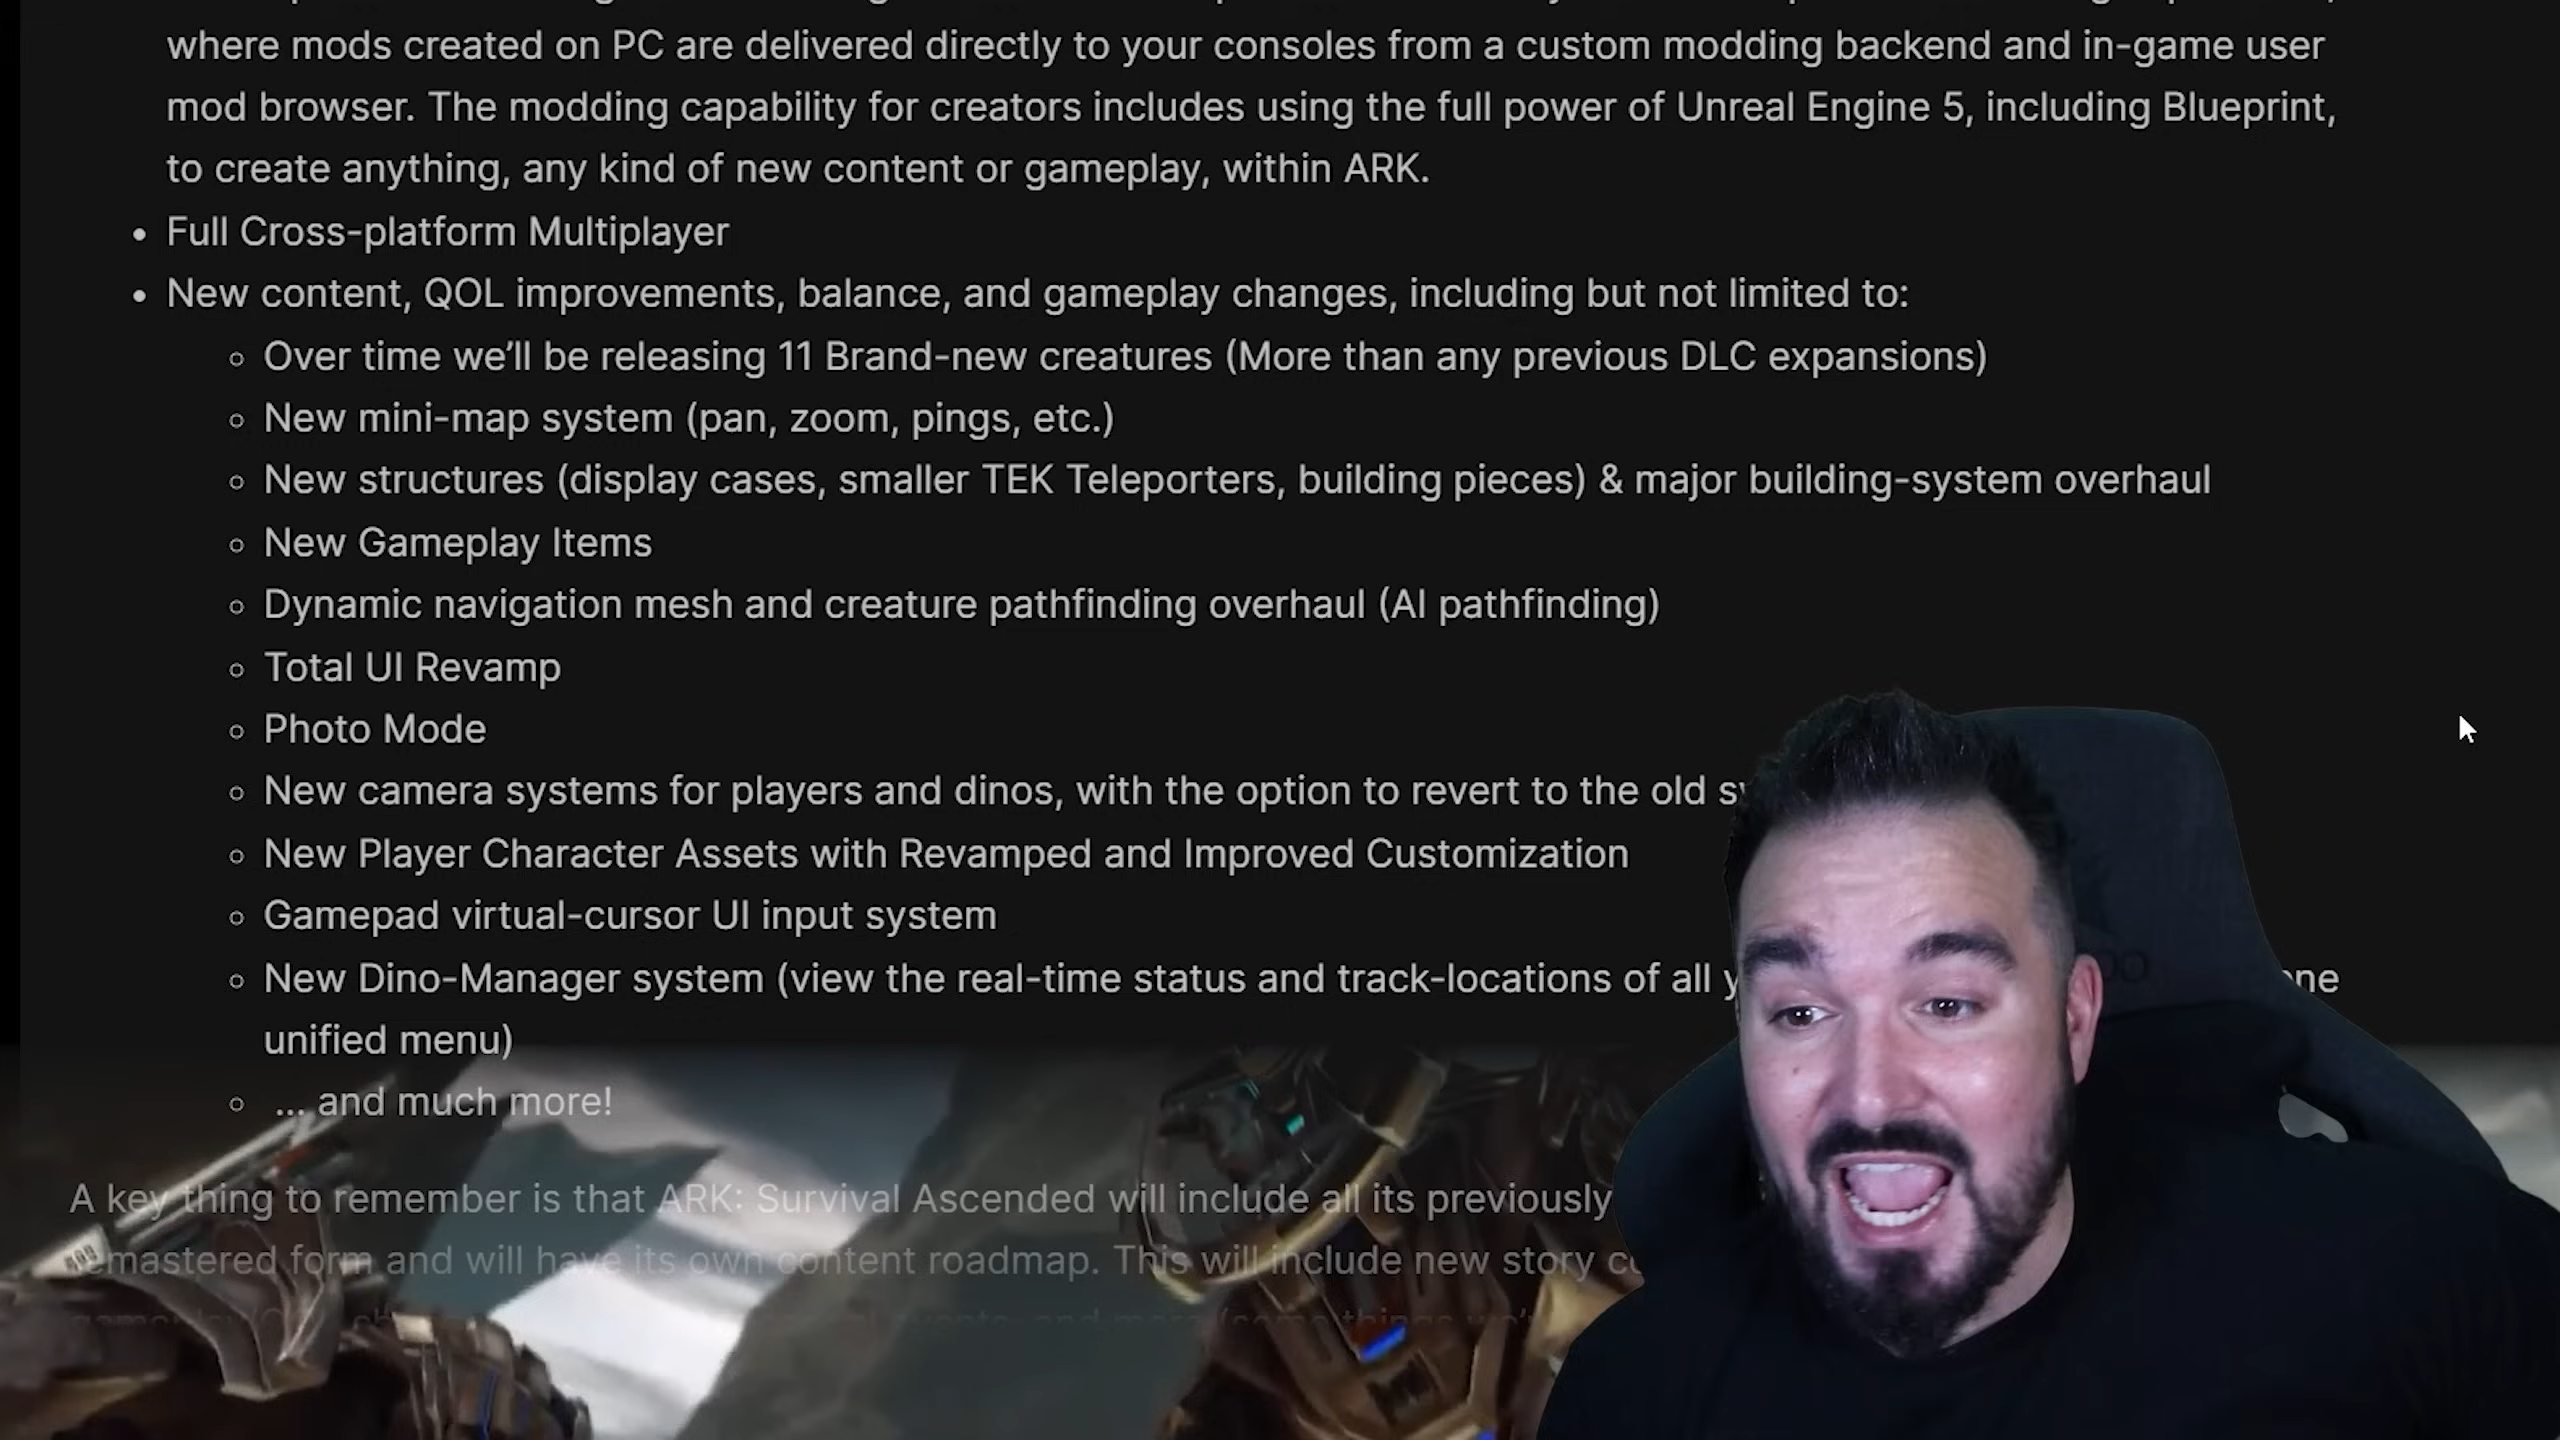 where mods created on PC are delivered directly to your consoles from a custom modding backend and in-game user
mod browser. The modding capability for creators includes using the full power of Unreal Engine 5, including Blueprint,
to create anything, any kind of new content or gameplay, within ARK.
• Full Cross-platform Multiplayer
• New content, QOL improvements, balance, and gameplay changes, including but not limited to:
◦ Over time we’ll be releasing 11 Brand-new creatures (More than any previous DLC expansions)
◦ New mini-map system (pan, zoom, pings, etc.)
◦ New structures (display cases, smaller TEK Teleporters, building pieces) & major building-system overhaul
◦ New Gameplay Items
◦ Dynamic navigation mesh and creature pathfinding overhaul (AI pathfinding)
◦ Total UI Revamp
◦ Photo Mode
◦ New camera systems for players and dinos, with the option to revert to the old
◦ New Player Character Assets with Revamped and Improved Customization
◦ Gamepad virtual-cursor UI input system
◦ New Dino-Manager system (view the real-time status and track-locations of all
unified menu)
◦ ... and much more!
A key thing to remember is that ARK: Survival Ascended will include all its previously
remastered form and will have its own content roadmap. This will include new story